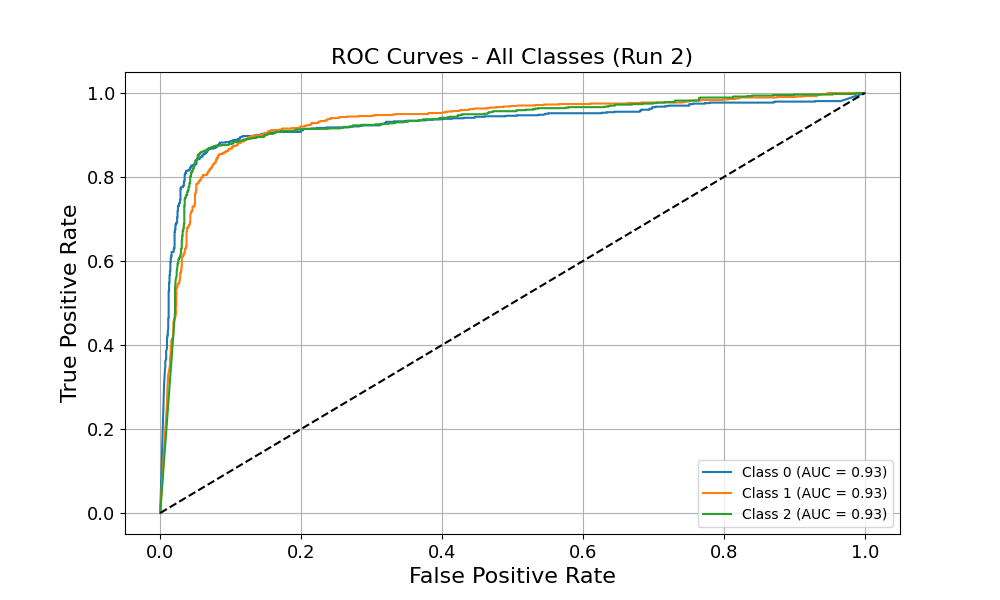 ROC Curves - All Classes (Run 2)
True Positive Rate
1.0
0.8
0.6
0.4
0.2
0.0
Class 0 (AUC = 0.93)
Class 1 (AUC = 0.93)
Class 2 (AUC = 0.93)
0.0 0.2 0.4 0.6 0.8 1.0
False Positive Rate